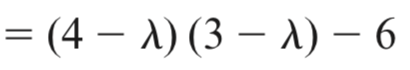 = (4 − λ)(3 − λ) − 6